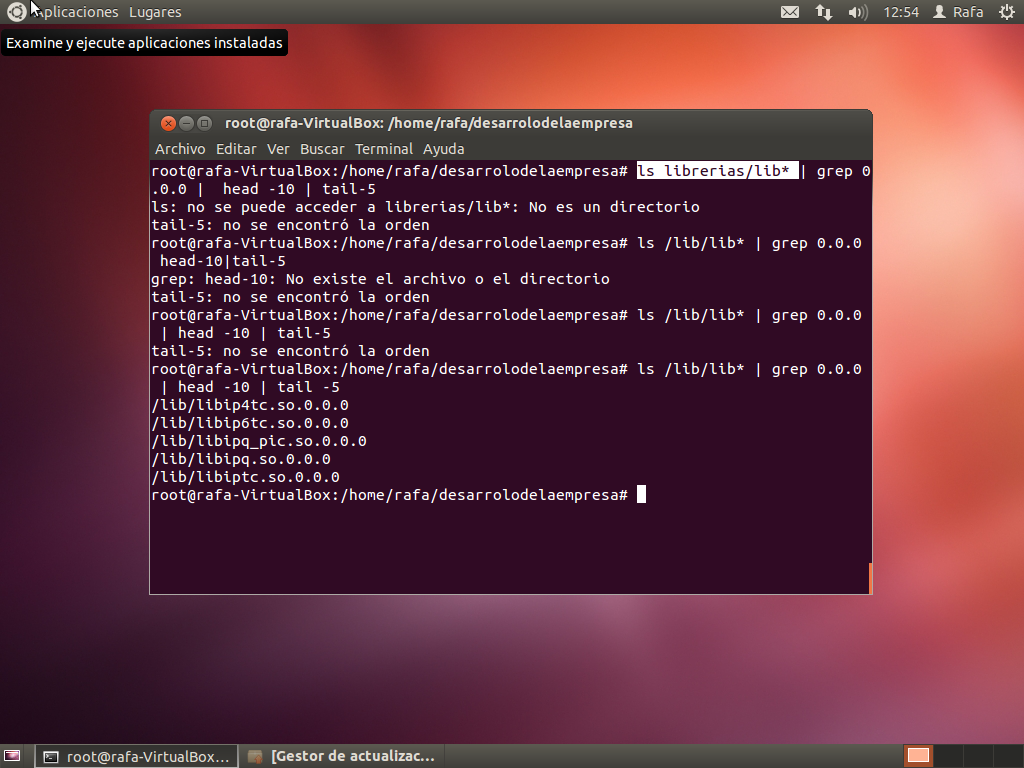 Aplicaciones Lugares 12:54 Rafa
Examine y ejecute aplicaciones instaladas
root@rafa-VirtualBox: /home/rafa/desarrolodelaempresa
Archivo Editar Ver Buscar Terminal Ayuda
root@rafa-VirtualBox:/home/rafa/desarrolodelaempresa# ls librerias/lib* | grep 0
.0.0 |  head -10 | tail-5
ls: no se puede acceder a librerias/lib*: No es un directorio
tail-5: no se encontró la orden
root@rafa-VirtualBox:/home/rafa/desarrolodelaempresa# ls /lib/lib* | grep 0.0.0
 head-10|tail-5
grep: head-10: No existe el archivo o el directorio
tail-5: no se encontró la orden
root@rafa-VirtualBox:/home/rafa/desarrolodelaempresa# ls /lib/lib* | grep 0.0.0
 | head -10 | tail-5
tail-5: no se encontró la orden
root@rafa-VirtualBox:/home/rafa/desarrolodelaempresa# ls /lib/lib* | grep 0.0.0
 | head -10 | tail -5
/lib/libip4tc.so.0.0.0
/lib/libip6tc.so.0.0.0
/lib/libipq_pic.so.0.0.0
/lib/libipq.so.0.0.0
/lib/libiptc.so.0.0.0
root@rafa-VirtualBox:/home/rafa/desarrolodelaempresa#
root@rafa-VirtualBox... [Gestor de actualizac...